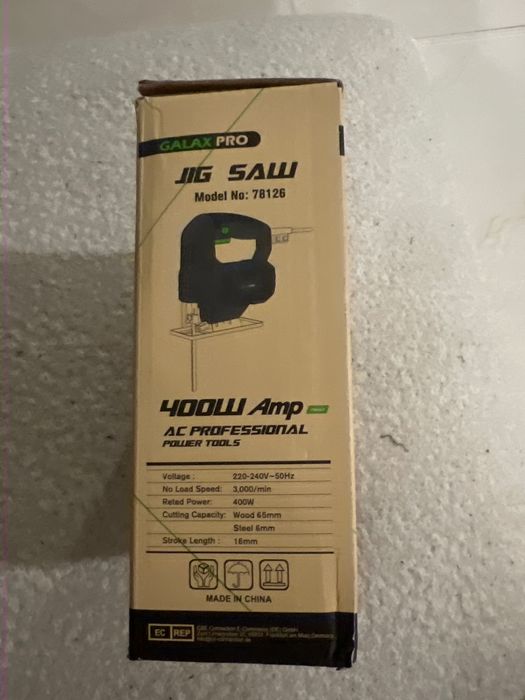 GALAX PRO
JIG SAW
Model No: 78126
400W Amp
AC PROFESSIONAL
POWER TOOLS
Voltage : 220-240V~50Hz
No Load Speed: 3,000/min
Reted Power: 400W
Cutting Capacity: Wood 65mm
Steel 6mm
Stroke Length : 16mm
MADE IN CHINA
EC REP